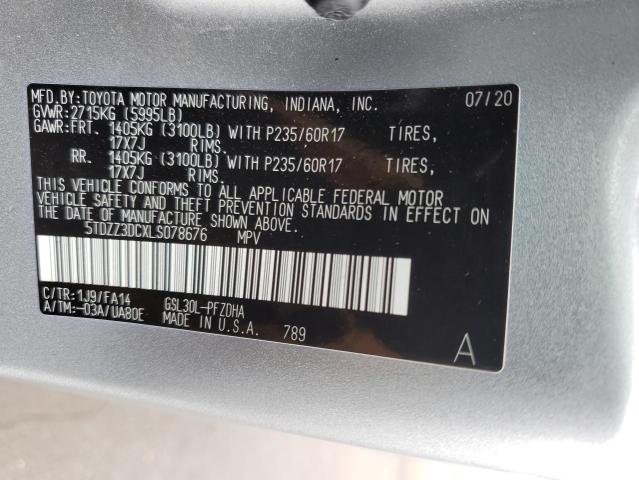 MFD.BY:TOYOTA MOTOR MANUFACTURING, INDIANA, INC. 07/20
GVWR:2715KG (5995LB)
GAWR:FRT. 1405KG (3100LB) WITH P235/60R17 TIRES,
17X7J RIMS.
RR. 1405KG (3100LB) WITH P235/60R17 TIRES,
17X7J RIMS.
THIS VEHICLE CONFORMS TO ALL APPLICABLE FEDERAL MOTOR
VEHICLE SAFETY AND THEFT PREVENTION STANDARDS IN EFFECT ON
THE DATE OF MANUFACTURE SHOWN ABOVE.
5TDZZ3DCXLS078676 MPV
C/TR:1J9/FA14 GSL30L-PFZDHA
A/TM:-03A/UA80E MADE IN U.S.A. 789
A